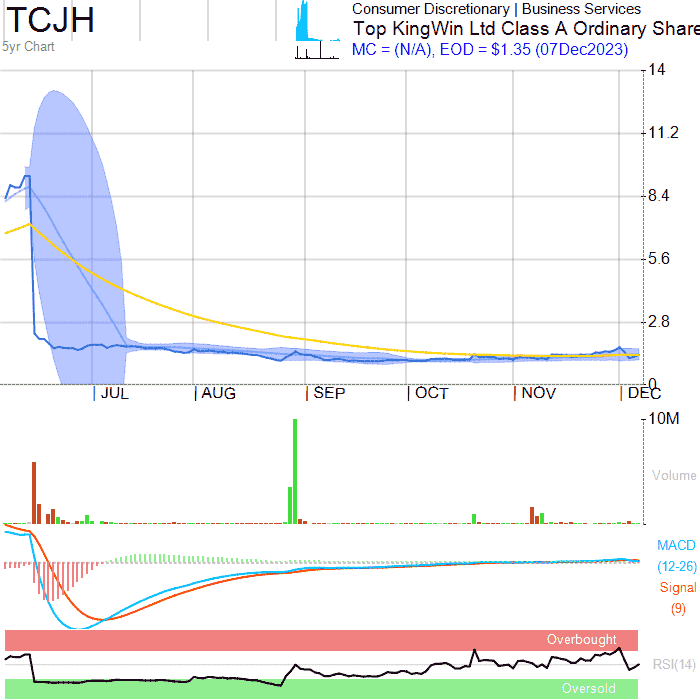 TCJH
5yr Chart
Consumer Discretionary | Business Services
Top KingWin Ltd Class A Ordinary Share
MC = (N/A), EOD = $1.35 (07Dec2023)
14
11.2
8.4
5.6
2.8
0
JUL AUG SEP OCT NOV DEC
10M
Volume
MACD
(12-26)
Signal
(9)
Overbought
RSI(14)
Oversold